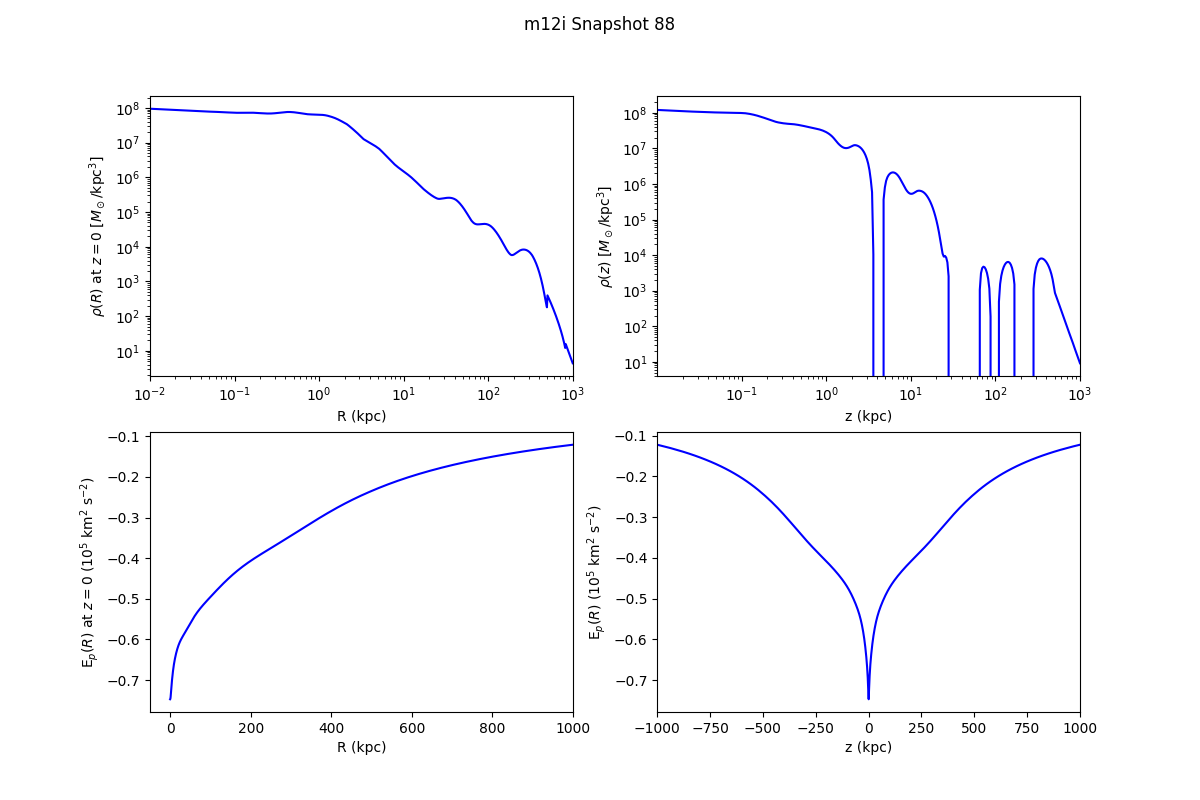 m12i Snapshot 88
ρ(R) at z = 0 [M⊙/kpc³]
10⁸
10⁷
10⁶
10⁵
10⁴
10³
10²
10¹
10⁻² 10⁻¹ 10⁰ 10¹ 10² 10³
R (kpc)
ρ(z) [M⊙/kpc³]
10⁸
10⁷
10⁶
10⁵
10⁴
10³
10²
10¹
10⁻¹ 10⁰ 10¹ 10² 10³
z (kpc)
Eₚ(R) at z = 0 (10⁵ km² s⁻²)
−0.1
−0.2
−0.3
−0.4
−0.5
−0.6
−0.7
0 200 400 600 800 1000
R (kpc)
Eₚ(R) (10⁵ km² s⁻²)
−0.1
−0.2
−0.3
−0.4
−0.5
−0.6
−0.7
−1000 −750 −500 −250 0 250 500 750 1000
z (kpc)